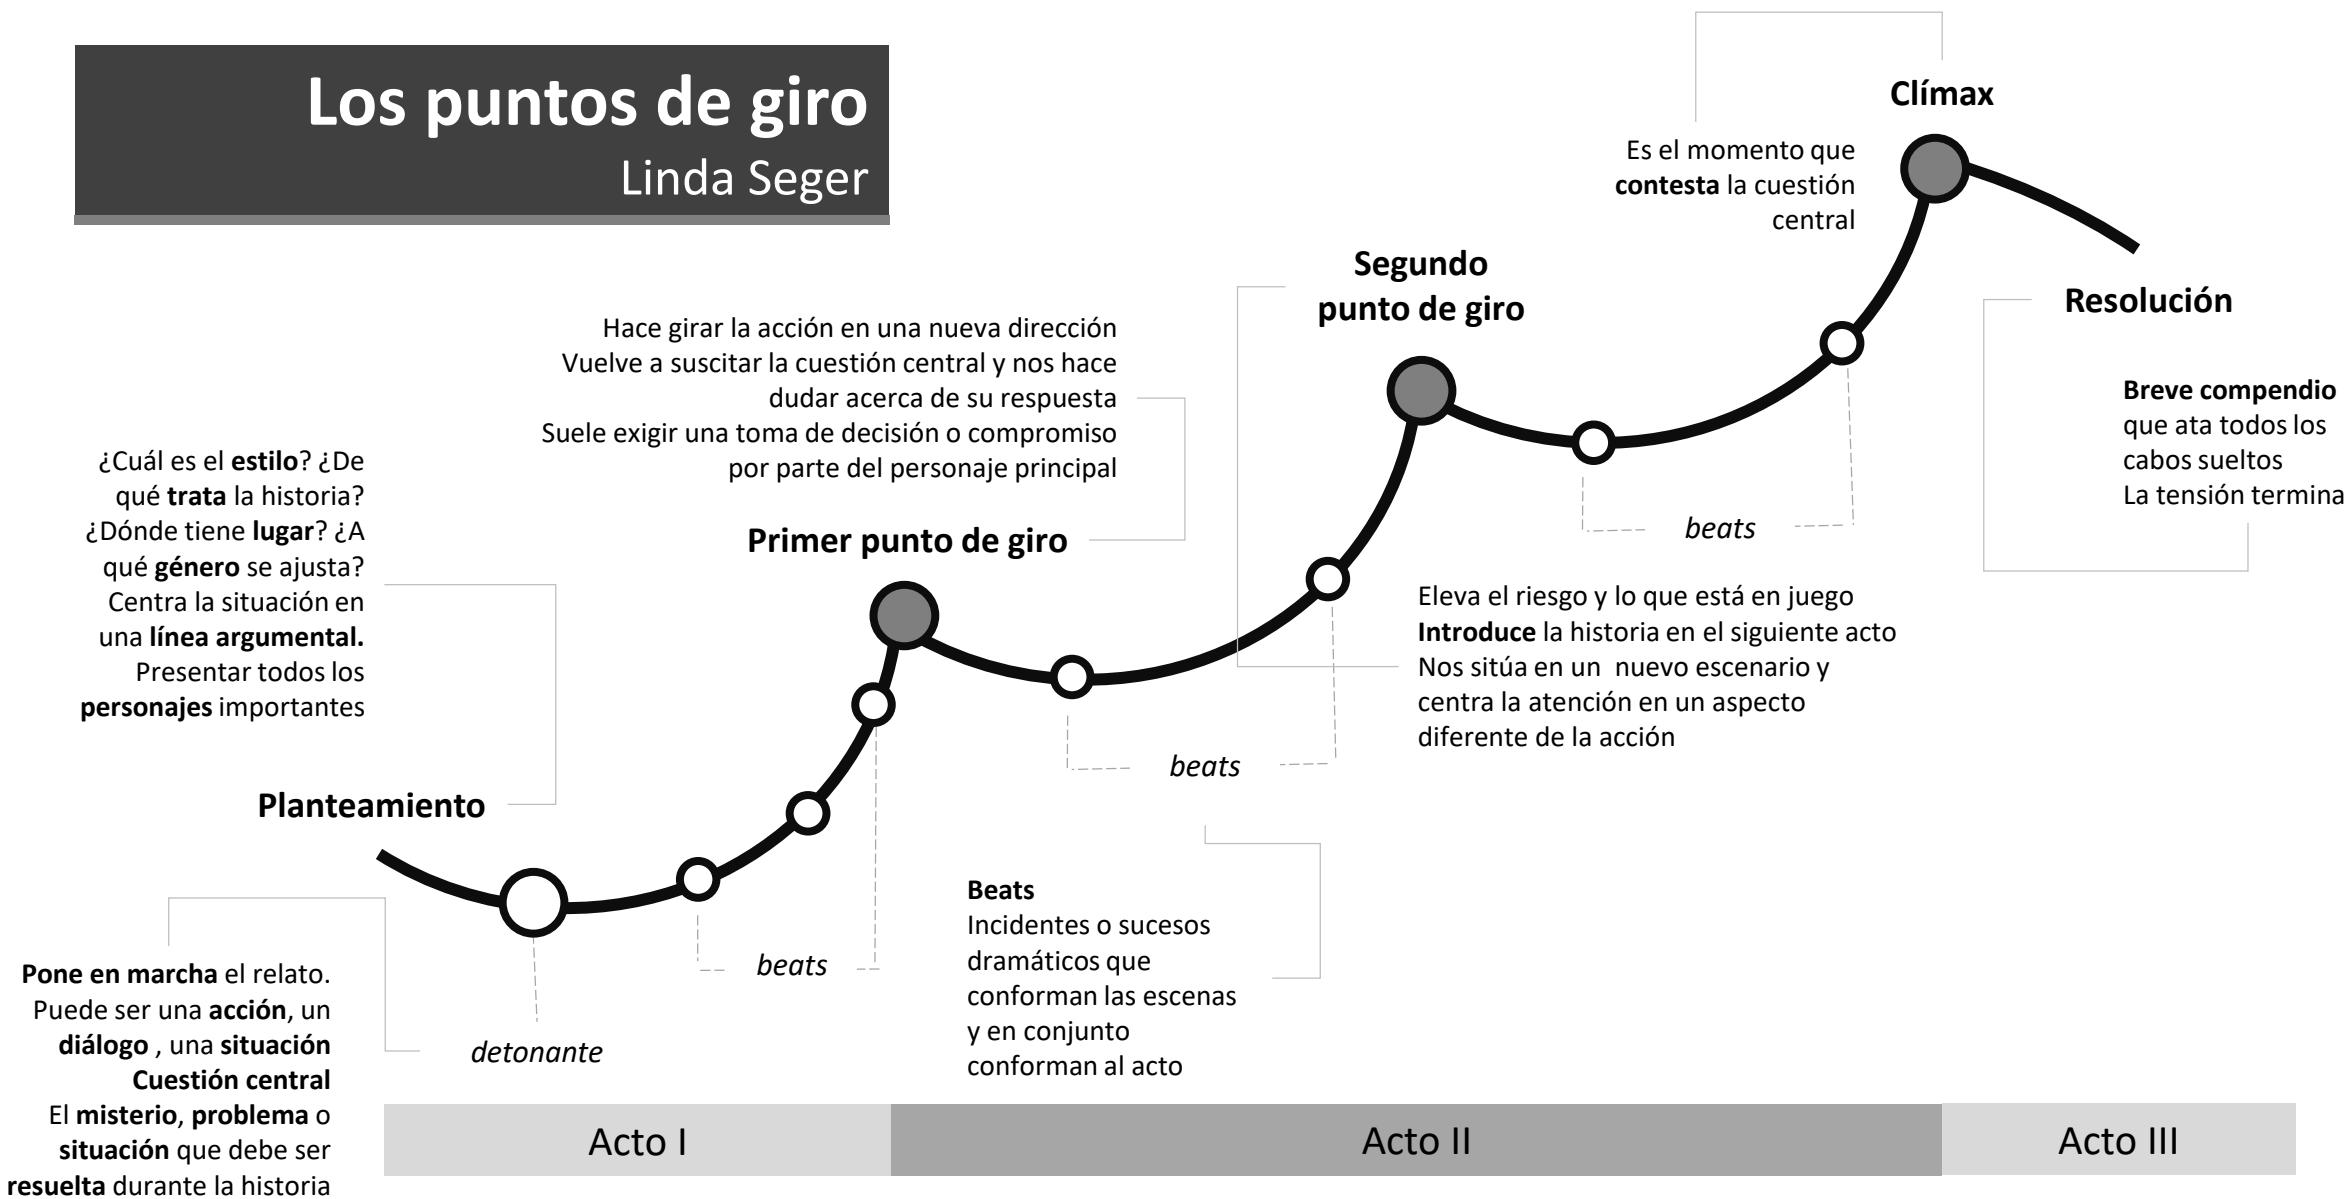 Los puntos de giro
Linda Seger
Clímax
Es el momento que
contesta la cuestión
central
Segundo
punto de giro
Resolución
Hace girar la acción en una nueva dirección
Vuelve a suscitar la cuestión central y nos hace
dudar acerca de su respuesta
Suele exigir una toma de decisión o compromiso
por parte del personaje principal
Breve compendio
que ata todos los
cabos sueltos
La tensión termina
¿Cuál es el estilo? ¿De
qué trata la historia?
¿Dónde tiene lugar? ¿A
qué género se ajusta?
Centra la situación en
una línea argumental.
Presentar todos los
personajes importantes
Primer punto de giro
beats
Eleva el riesgo y lo que está en juego
Introduce la historia en el siguiente acto
Nos sitúa en un  nuevo escenario y
centra la atención en un aspecto
diferente de la acción
beats
Planteamiento
Beats
Incidentes o sucesos
dramáticos que
conforman las escenas
y en conjunto
conforman al acto
beats
Pone en marcha el relato.
Puede ser una acción, un
diálogo , una situación
Cuestión central
El misterio, problema o
situación que debe ser
resuelta durante la historia
detonante
Acto I
Acto II
Acto III